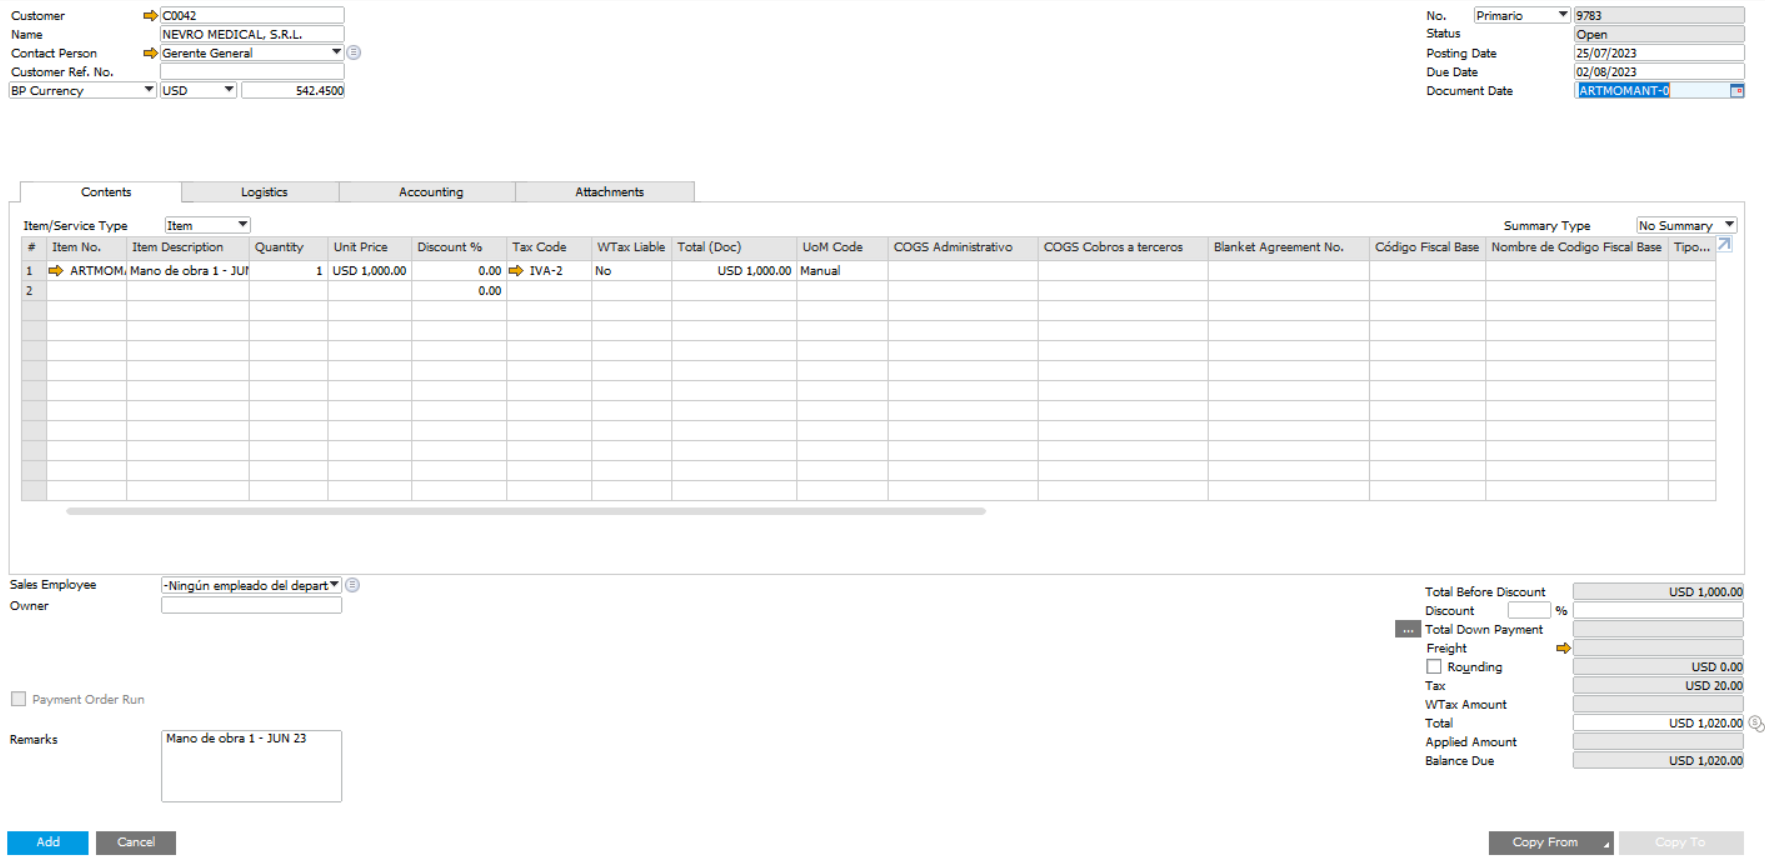 Customer C0042
Name NEVRO MEDICAL, S.R.L.
Contact Person Gerente General
Customer Ref. No.
BP Currency USD 542.4500
No. Primario 9783
Status Open
Posting Date 25/07/2023
Due Date 02/08/2023
Document Date ARTMOMANT-0
Contents Logistics Accounting Attachments
Item/Service Type Item
Summary Type No Summary
# Item No. Item Description Quantity Unit Price Discount % Tax Code WTax Liable Total (Doc) UoM Code COGS Administrativo COGS Cobros a terceros Blanket Agreement No. Código Fiscal Base Nombre de Codigo Fiscal Base Tipo...
1 ARTMOM Mano de obra 1 - JUN 1 USD 1,000.00 0.00 IVA-2 No USD 1,000.00 Manual
2 0.00
Sales Employee -Ningún empleado del depart
Owner
Total Before Discount USD 1,000.00
Discount %
... Total Down Payment
Freight
Rounding USD 0.00
Tax USD 20.00
WTax Amount
Total USD 1,020.00
Applied Amount
Balance Due USD 1,020.00
Payment Order Run
Remarks Mano de obra 1 - JUN 23
Add Cancel
Copy From Copy To